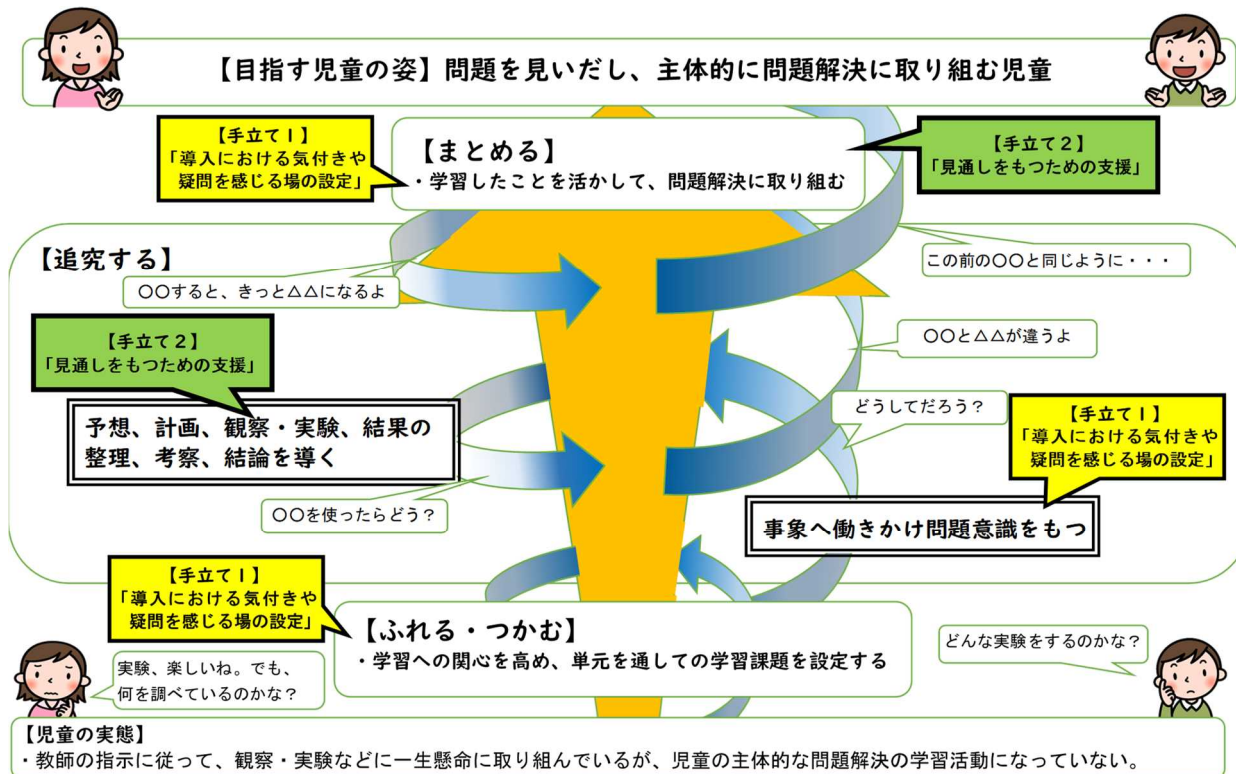 【目指す児童の姿】問題を見いだし、主体的に問題解決に取り組む児童
【手立て１】
「導入における気付きや
疑問を感じる場の設定」
【まとめる】
・学習したことを活かして、問題解決に取り組む
【手立て２】
「見通しをもつための支援」
【追究する】
〇〇すると、きっと△△になるよ
この前の〇〇と同じように・・・
〇〇と△△が違うよ
【手立て２】
「見通しをもつための支援」
予想、計画、観察・実験、結果の
整理、考察、結論を導く
どうしてだろう？
【手立て１】
「導入における気付きや
疑問を感じる場の設定」
〇〇を使ったらどう？
事象へ働きかけ問題意識をもつ
【手立て１】
「導入における気付きや
疑問を感じる場の設定」
【ふれる・つかむ】
・学習への関心を高め、単元を通しての学習課題を設定する
実験、楽しいね。でも、
何を調べているのかな？
どんな実験をするのかな？
【児童の実態】
・教師の指示に従って、観察・実験などに一生懸命に取り組んでいるが、児童の主体的な問題解決の学習活動になっていない。